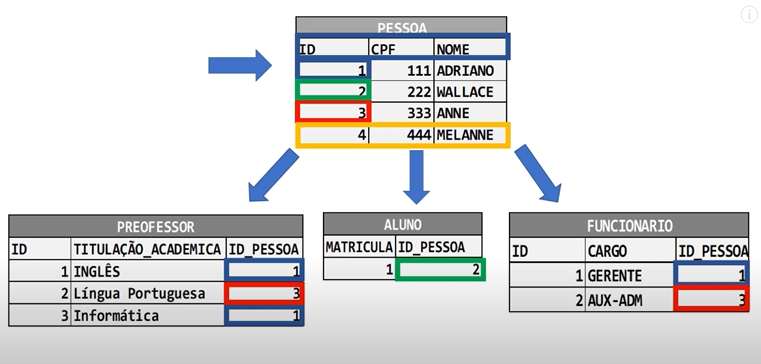 PESSOA
ID CPF NOME
1 111 ADRIANO
2 222 WALLACE
3 333 ANNE
4 444 MELANNE
PREOFESSOR
ID TITULAÇÃO_ACADEMICA ID_PESSOA
1 INGLÊS 1
2 Língua Portuguesa 3
3 Informática 1
ALUNO
MATRICULA ID_PESSOA
1 2
FUNCIONARIO
ID CARGO ID_PESSOA
1 GERENTE 1
2 AUX-ADM 3